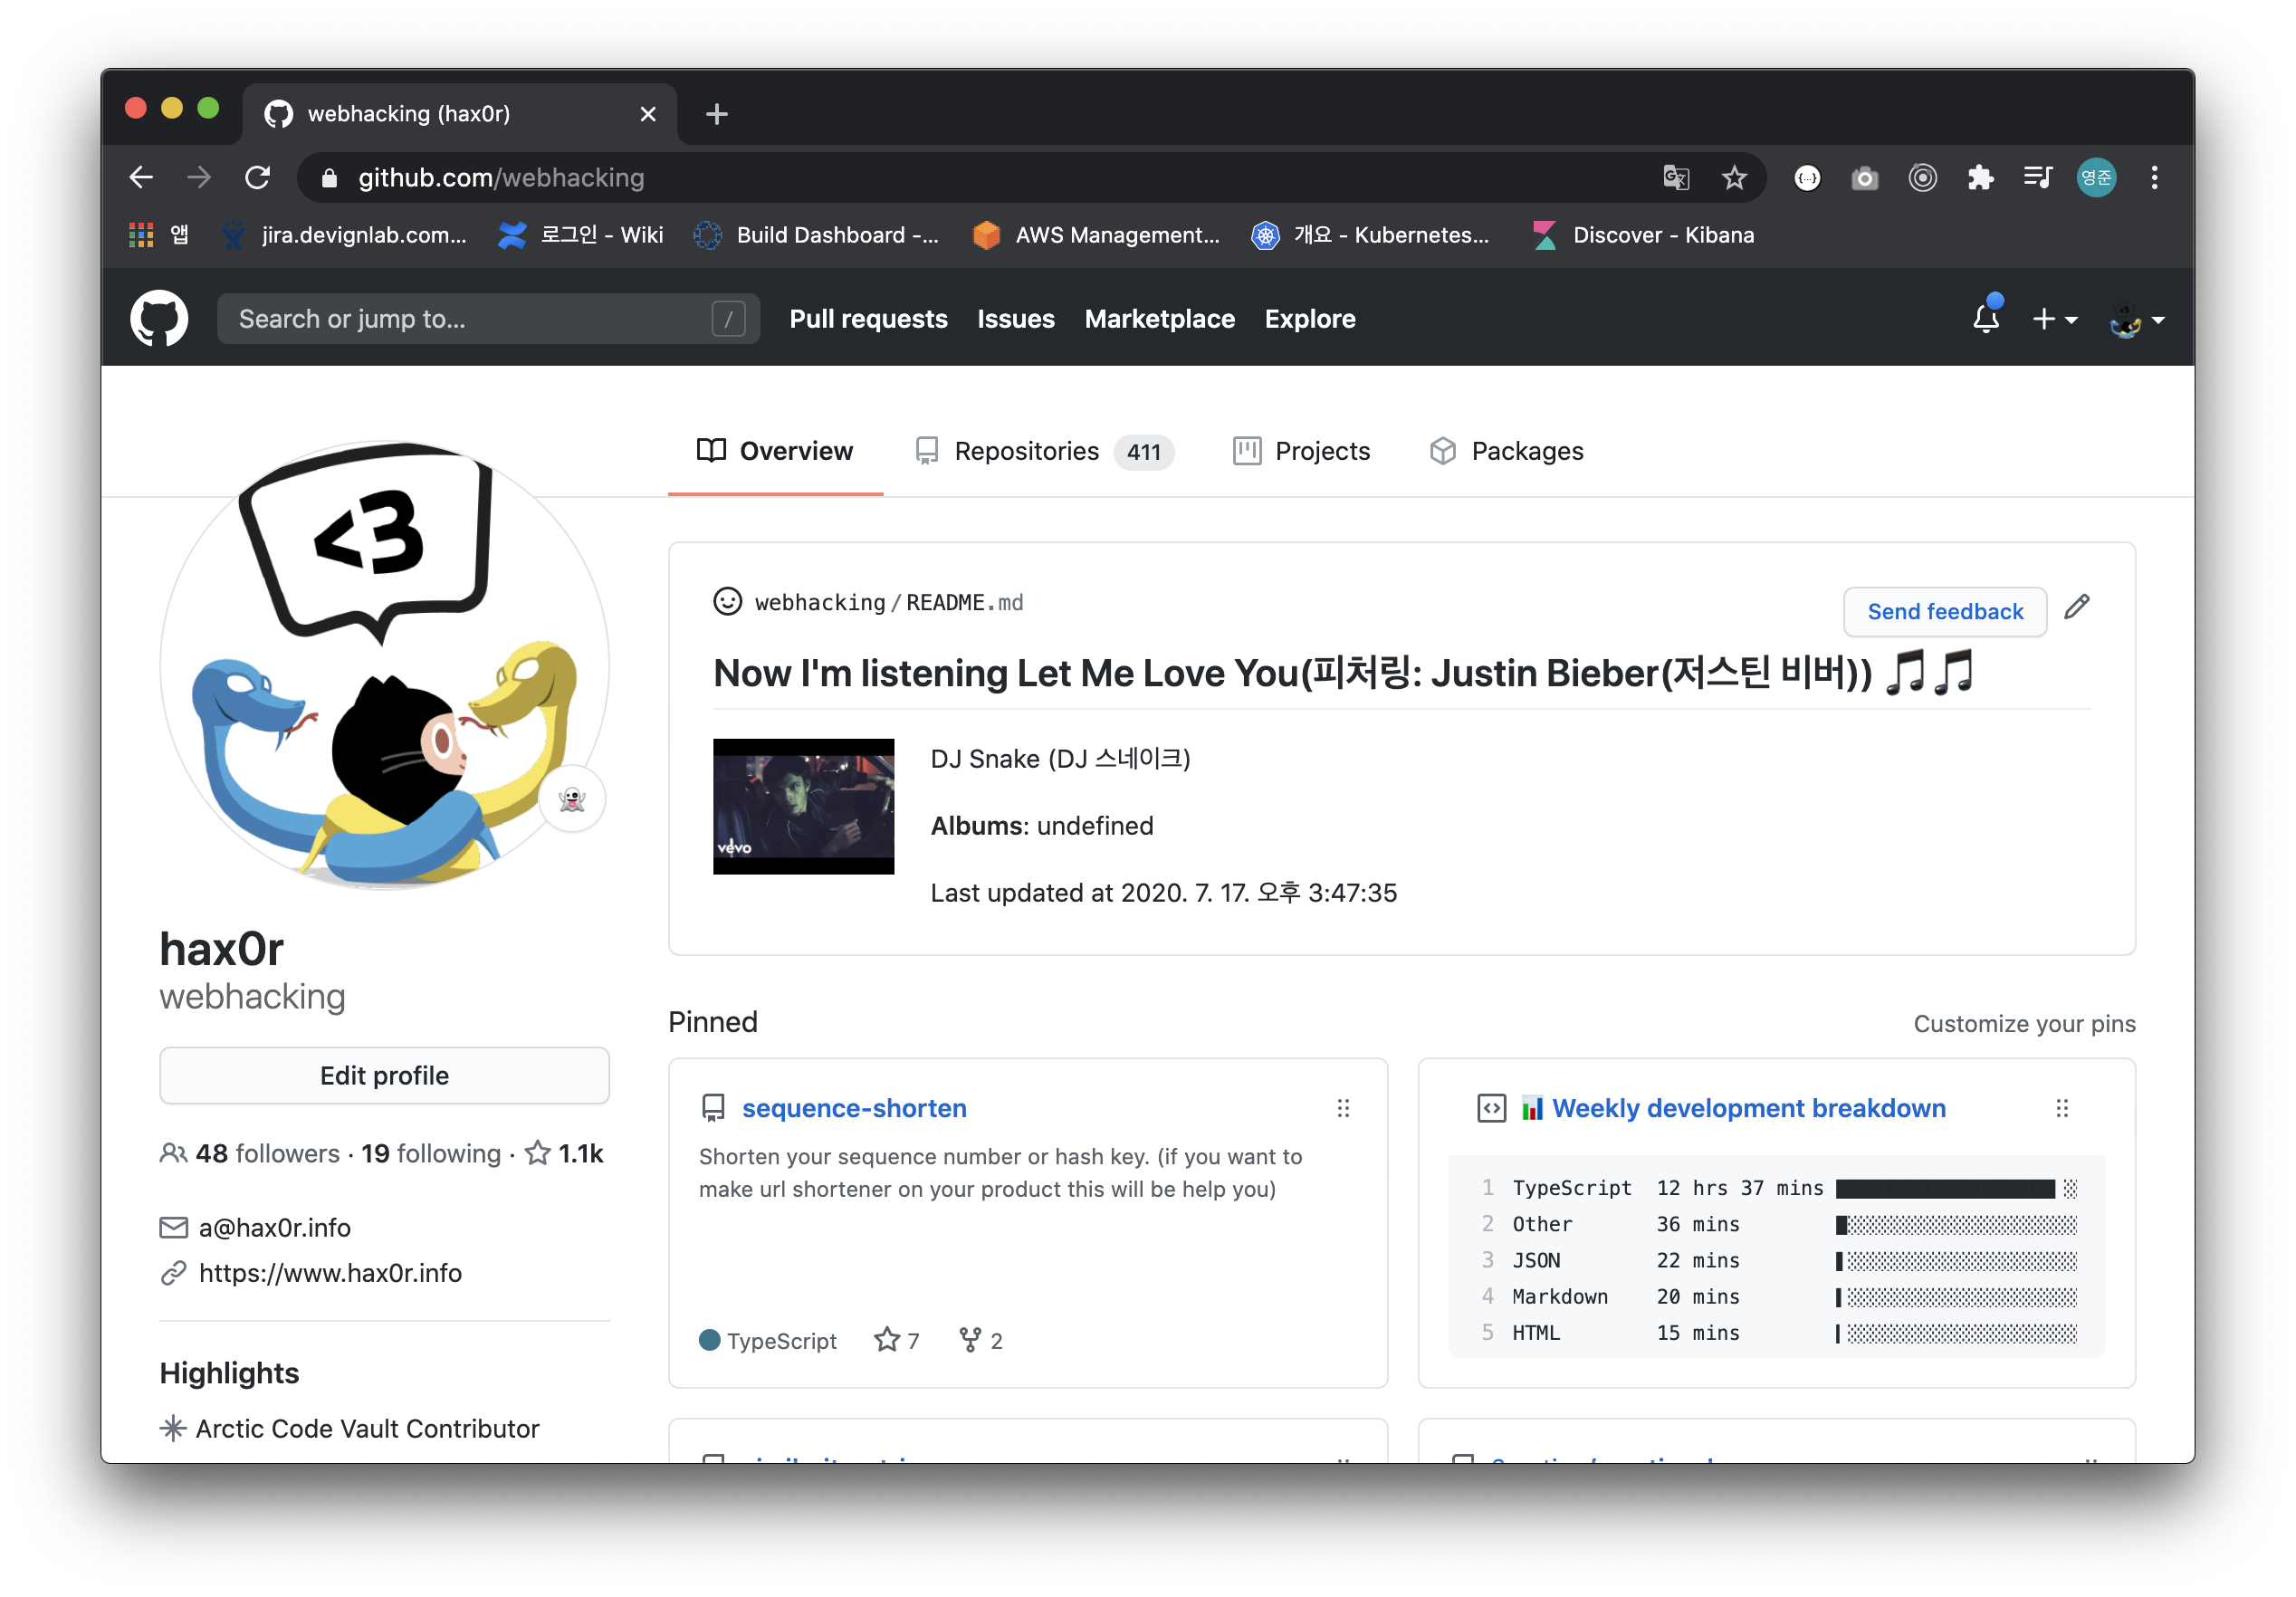 webhacking (hax0r)
github.com/webhacking
영준
앱
jira.devignlab.com...
로그인 - Wiki
Build Dashboard -...
AWS Management...
개요 - Kubernetes...
Discover - Kibana
Search or jump to...
/
Pull requests
Issues
Marketplace
Explore
Overview
Repositories 411
Projects
Packages
<3
webhacking/README.md
Send feedback
Now I'm listening Let Me Love You(피처링: Justin Bieber(저스틴 비버)) 🎵🎵
vevo
DJ Snake (DJ 스네이크)
Albums: undefined
Last updated at 2020. 7. 17. 오후 3:47:35
hax0r
webhacking
Edit profile
48 followers · 19 following · 1.1k
a@hax0r.info
https://www.hax0r.info
Highlights
Arctic Code Vault Contributor
Pinned
Customize your pins
sequence-shorten
Shorten your sequence number or hash key. (if you want to
make url shortener on your product this will be help you)
TypeScript 7 2
📊 Weekly development breakdown
1 TypeScript 12 hrs 37 mins
2 Other 36 mins
3 JSON 22 mins
4 Markdown 20 mins
5 HTML 15 mins